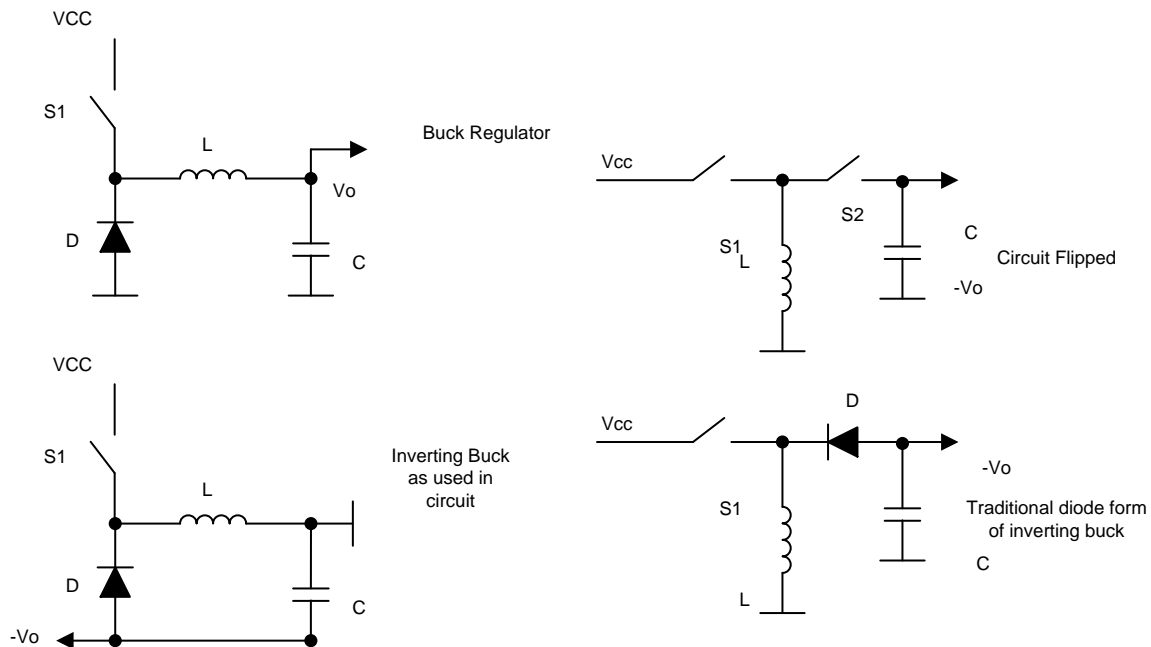 VCC
S1
L
Buck Regulator
Vo
D
C
Vcc
S2
S1
L
C
Circuit Flipped
-Vo
VCC
S1
L
Inverting Buck
as used in
circuit
D
C
-Vo
Vcc
D
-Vo
S1
Traditional diode form
of inverting buck
C
L